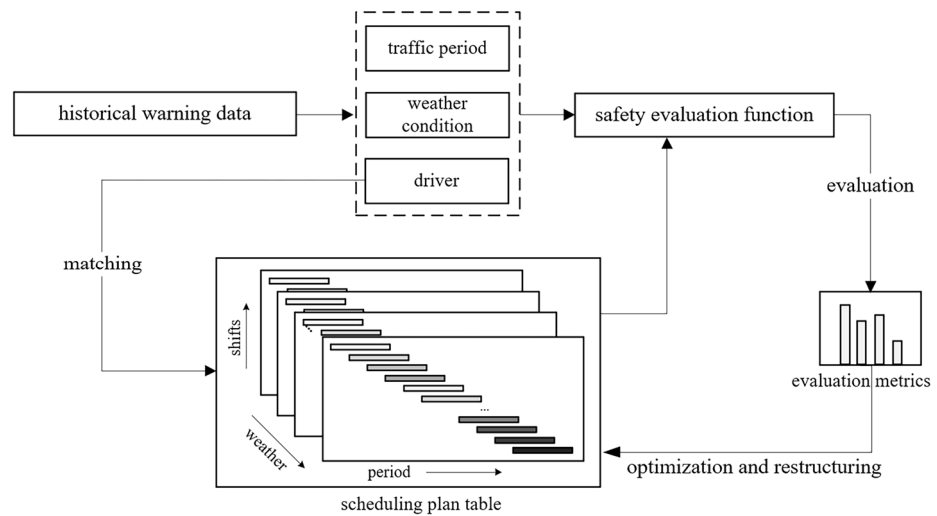 traffic period
historical warning data
weather
condition
safety evaluation function
driver
evaluation
matching
shifts
...
...
weather
period
evaluation metrics
optimization and restructuring
scheduling plan table